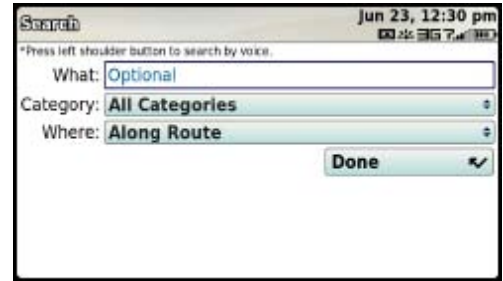 Search
Jun 23, 12:30 pm
3G
*Press left shoulder button to search by voice.
What: Optional
Category: All Categories
Where: Along Route
Done